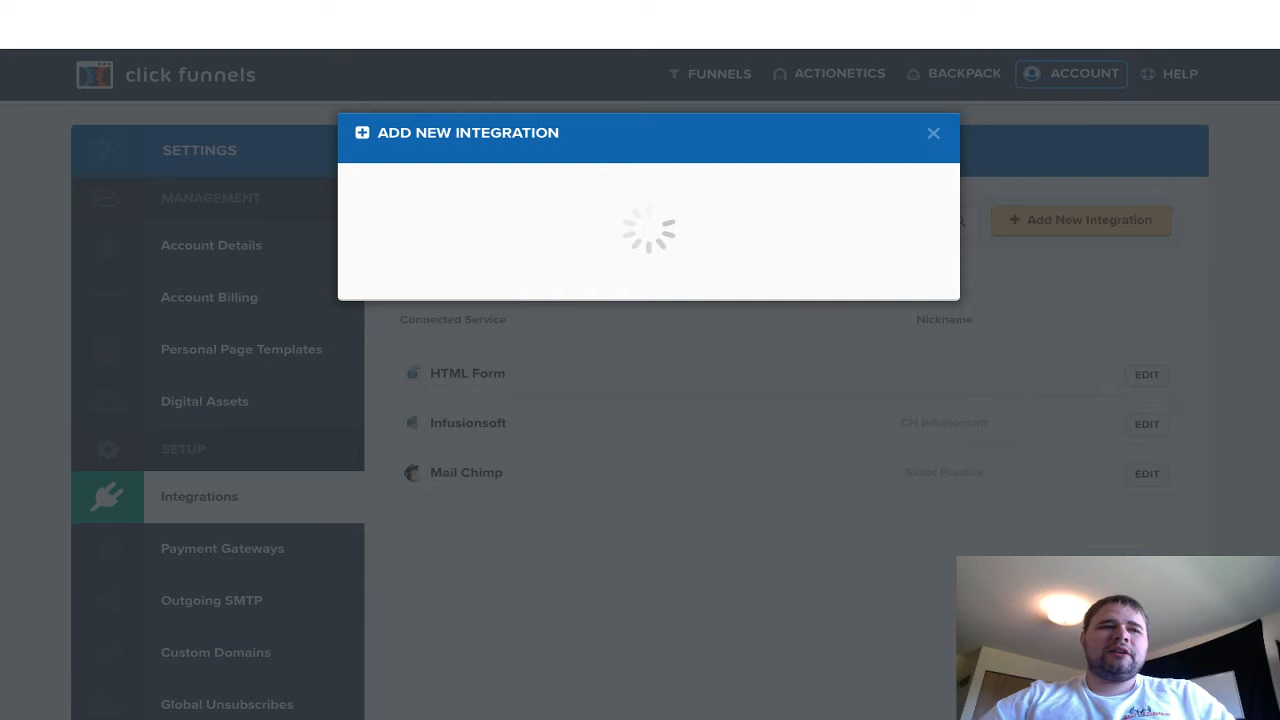 click funnels
FUNNELS
ACTIONETICS
BACKPACK
ACCOUNT
HELP
ADD NEW INTEGRATION
×
SETTINGS
MANAGEMENT
+ Add New Integration
Account Details
Account Billing
Connected Service
Nickname
Personal Page Templates
HTML Form
EDIT
Digital Assets
Infusionsoft
CH Infusionsoft
EDIT
SETUP
Mail Chimp
Sailor Plastics
EDIT
Integrations
Payment Gateways
Outgoing SMTP
Custom Domains
Global Unsubscribes